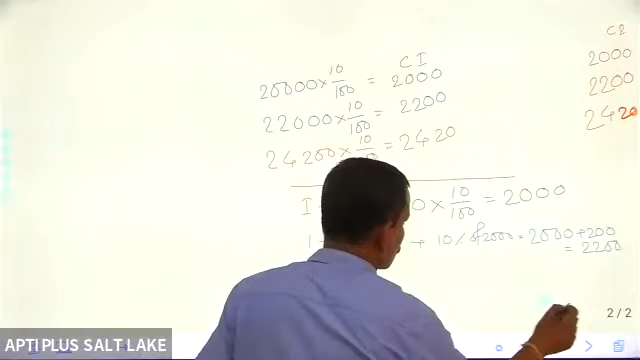 CI
20000 × 10/100 = 2000
22000 × 10/100 = 2200
24200 × 10/100 = 2420
CI
2000
2200
2420
I × 10/100 = 2000
+ 10% of 2000 = 2000+200
= 2200
2/2
APTI PLUS SALT LAKE